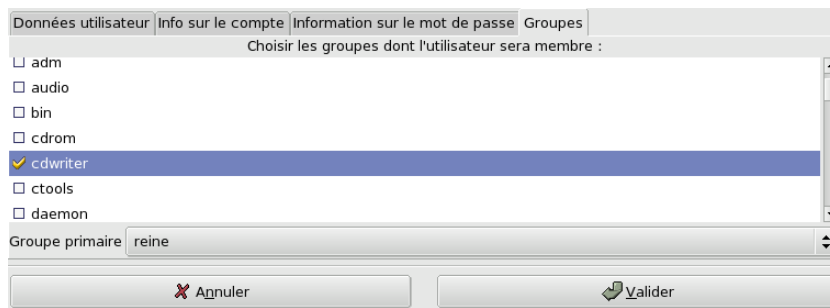 Données utilisateur Info sur le compte Information sur le mot de passe Groupes
Choisir les groupes dont l'utilisateur sera membre :
adm
audio
bin
cdrom
cdwriter
ctools
daemon
Groupe primaire reine
Annuler Valider